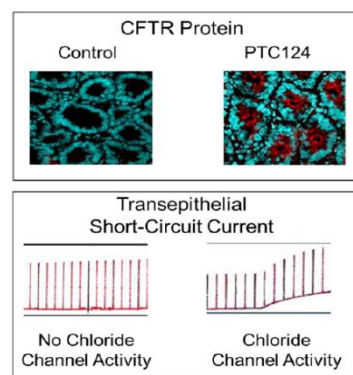 CFTR Protein
Control PTC124
Transepithelial
Short-Circuit Current
No Chloride Chloride
Channel Activity Channel Activity